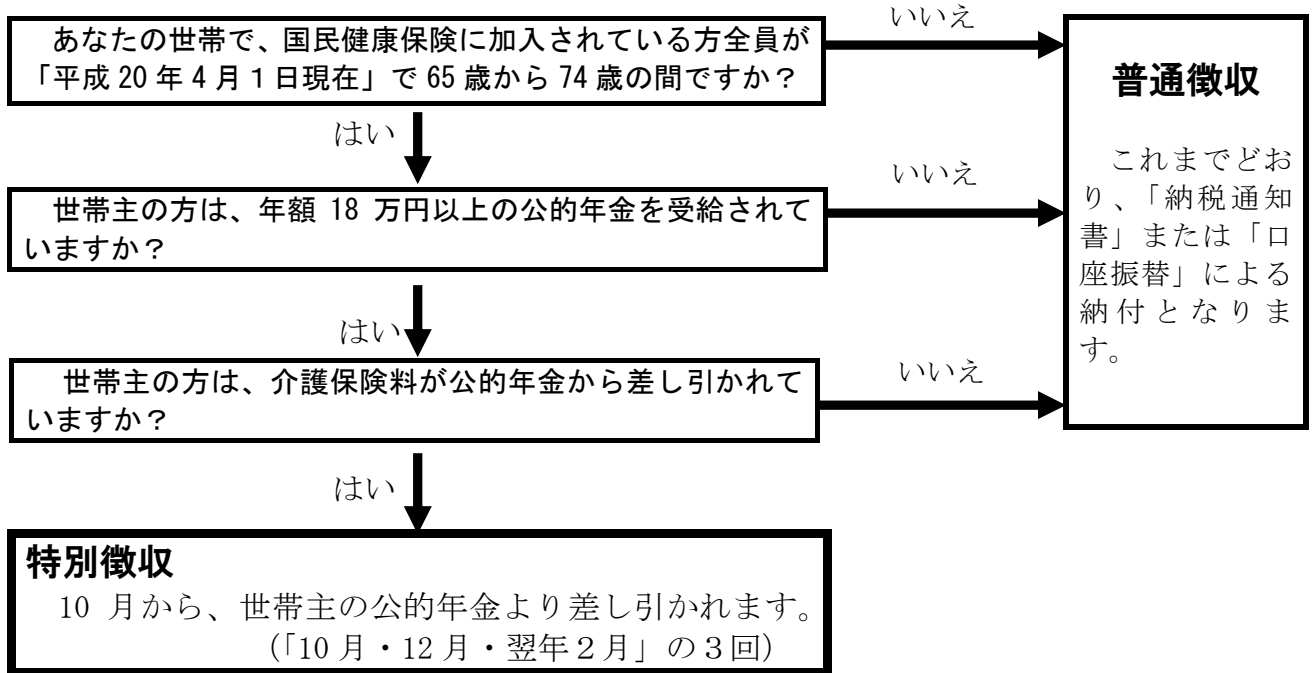 あなたの世帯で、国民健康保険に加入されている方全員が
「平成 20 年 4 月 1 日現在」で 65 歳から 74 歳の間ですか？
いいえ
はい
世帯主の方は、年額 18 万円以上の公的年金を受給されて
いますか？
いいえ
はい
世帯主の方は、介護保険料が公的年金から差し引かれて
いますか？
いいえ
はい
普通徴収
これまでどお
り、「納税通知
書」または「口
座振替」による
納付となりま
す。
特別徴収
10 月から、世帯主の公的年金より差し引かれます。
（「10 月・12 月・翌年２月」の３回）